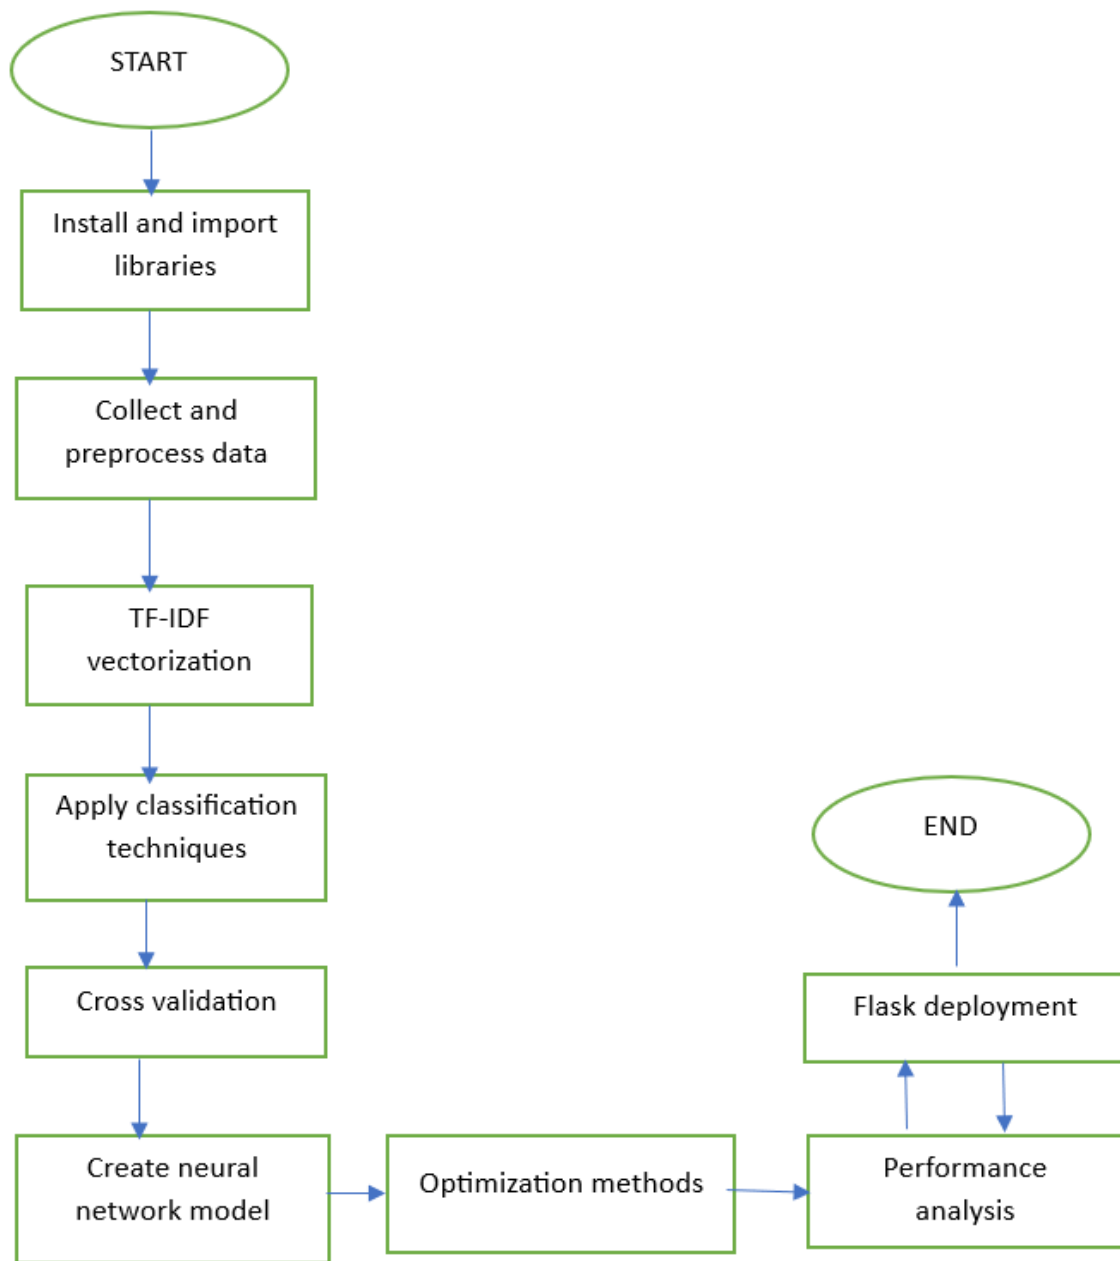 START
Install and import
libraries
Collect and
preprocess data
TF-IDF
vectorization
Apply classification
techniques
Cross validation
Create neural
network model
Optimization methods
Performance
analysis
Flask deployment
END